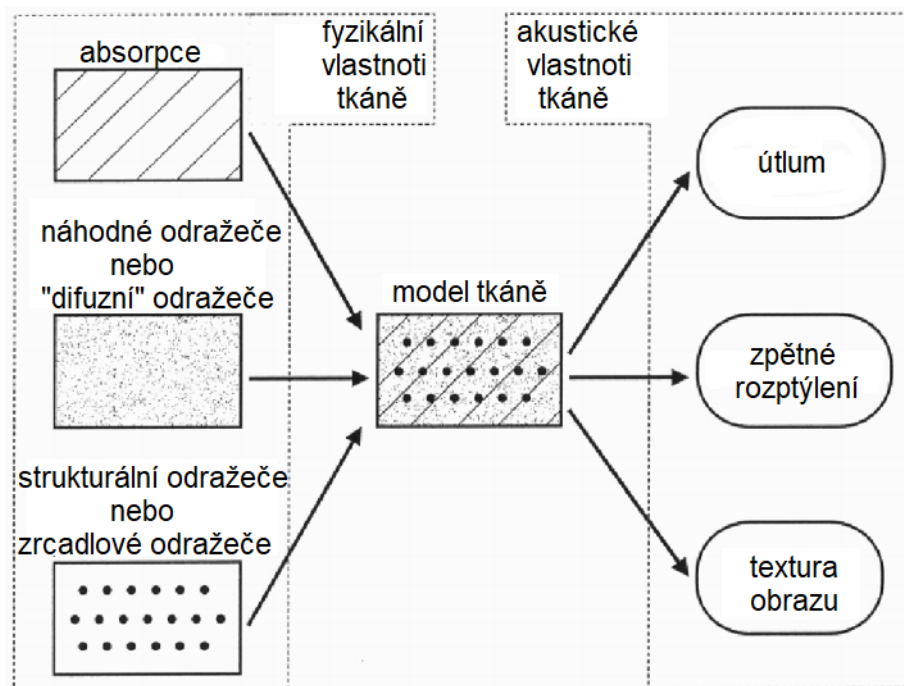 absorpce
fyzikální
vlastnoti
tkáně
akustické
vlastnoti
tkáně
útlum
náhodné odražeče
nebo
"difuzní" odražeče
model tkáně
zpětné
rozptýlení
strukturální odražeče
nebo
zrcadlové odražeče
textura
obrazu